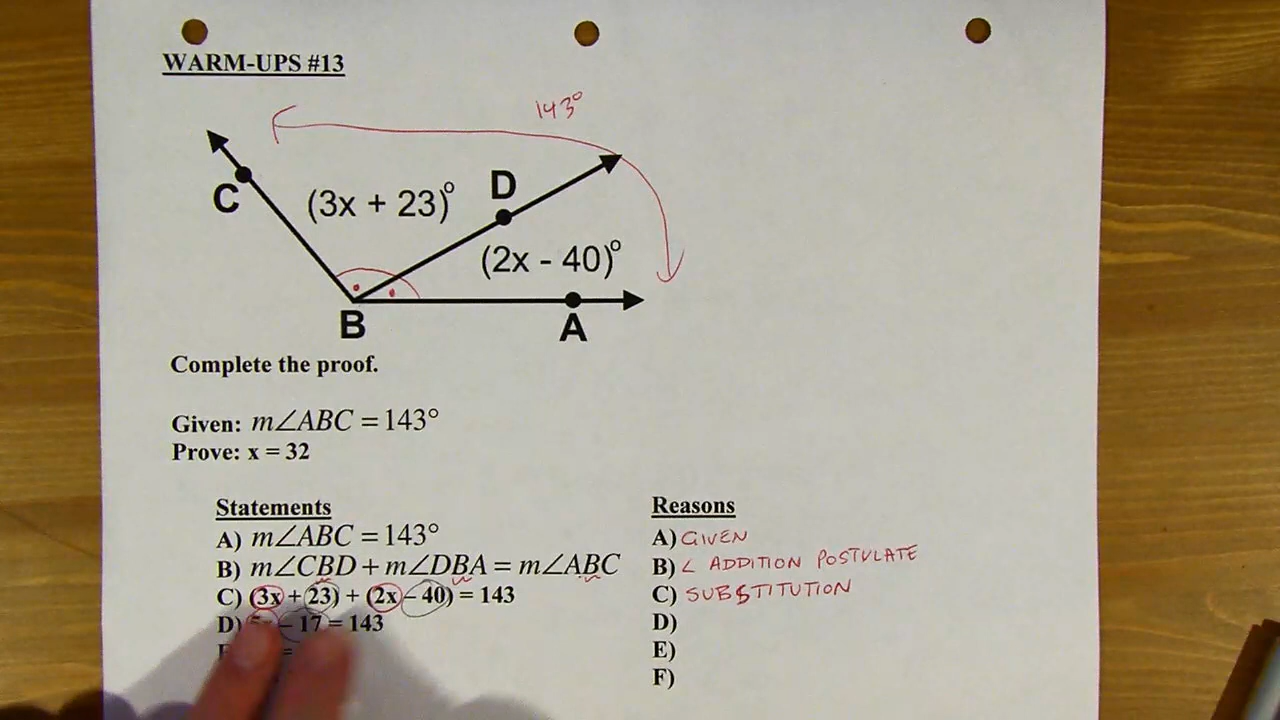 WARM-UPS #13
143°
C
(3x + 23)°
D
(2x - 40)°
B
A
Complete the proof.
Given: m∠ABC = 143°
Prove: x = 32
Statements
Reasons
A) m∠ABC = 143°
A) GIVEN
B) m∠CBD + m∠DBA = m∠ABC
B) ∠ ADDITION POSTULATE
C) (3x + 23) + (2x – 40) = 143
C) SUBSTITUTION
D) – 17 = 143
D)
=
E)
F)